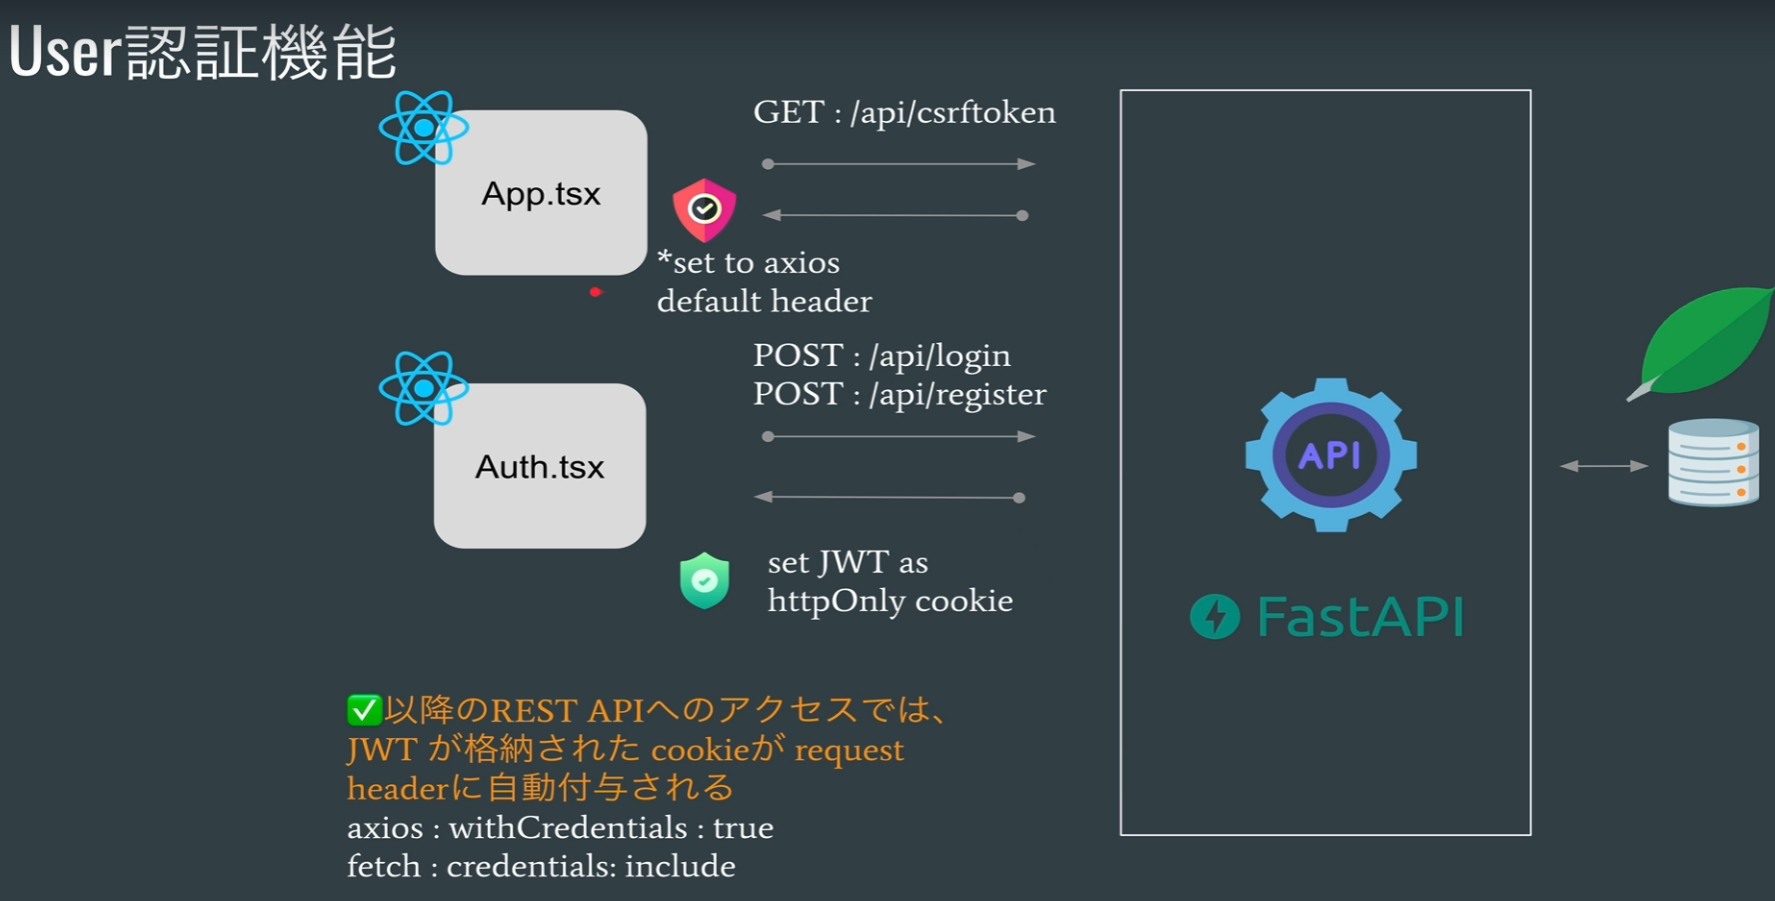 User認証機能
GET : /api/csrftoken
App.tsx
*set to axios
default header
POST : /api/login
POST : /api/register
Auth.tsx
API
set JWT as
httpOnly cookie
FastAPI
✅以降のREST APIへのアクセスでは、
JWT が格納された cookieが request
headerに自動付与される
axios : withCredentials : true
fetch : credentials: include